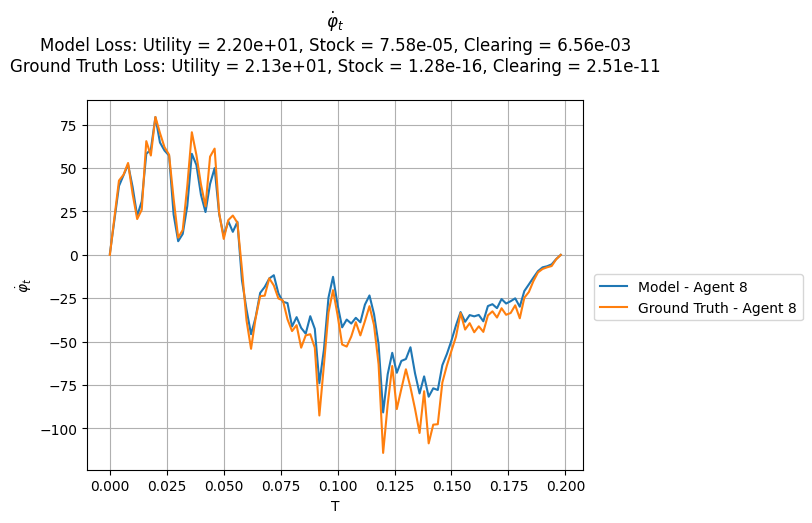 φ̇ₜ
Model Loss: Utility = 2.20e+01, Stock = 7.58e-05, Clearing = 6.56e-03
Ground Truth Loss: Utility = 2.13e+01, Stock = 1.28e-16, Clearing = 2.51e-11
75
50
25
0
−25
−50
−75
−100
φ̇ₜ
0.000 0.025 0.050 0.075 0.100 0.125 0.150 0.175 0.200
T
Model - Agent 8
Ground Truth - Agent 8